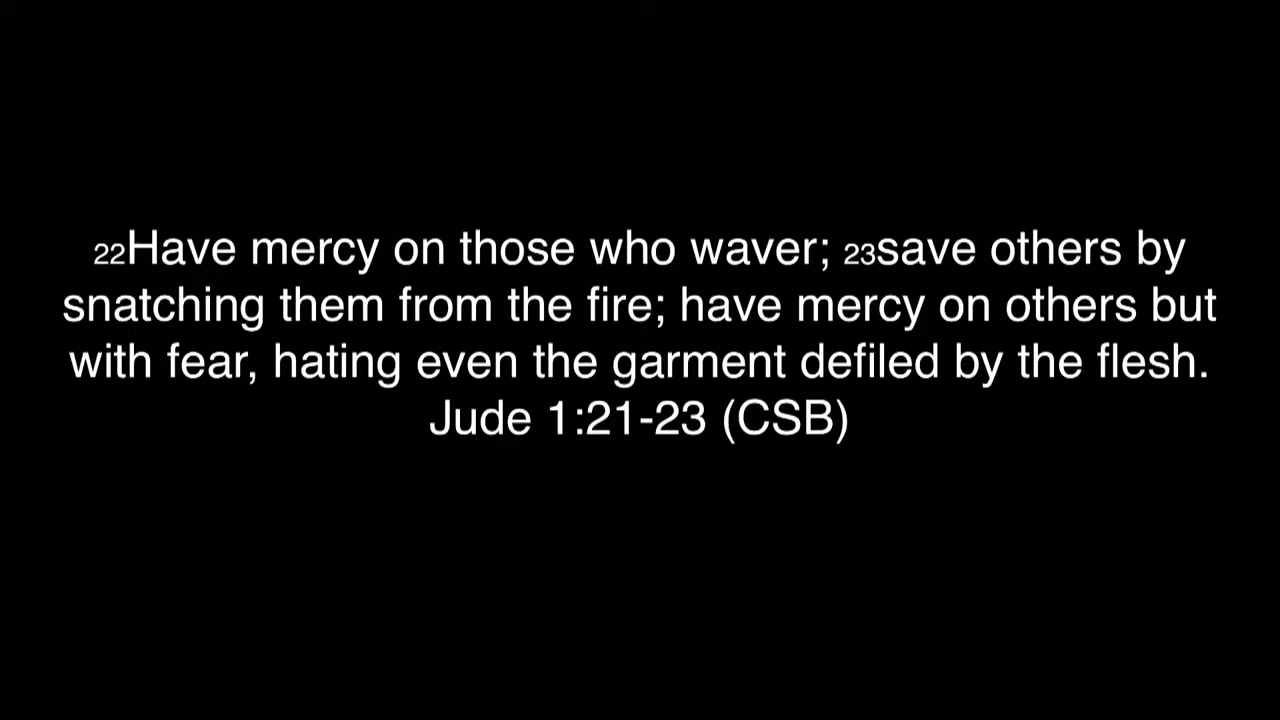 22Have mercy on those who waver; 23save others by
snatching them from the fire; have mercy on others but
with fear, hating even the garment defiled by the flesh.
Jude 1:21-23 (CSB)